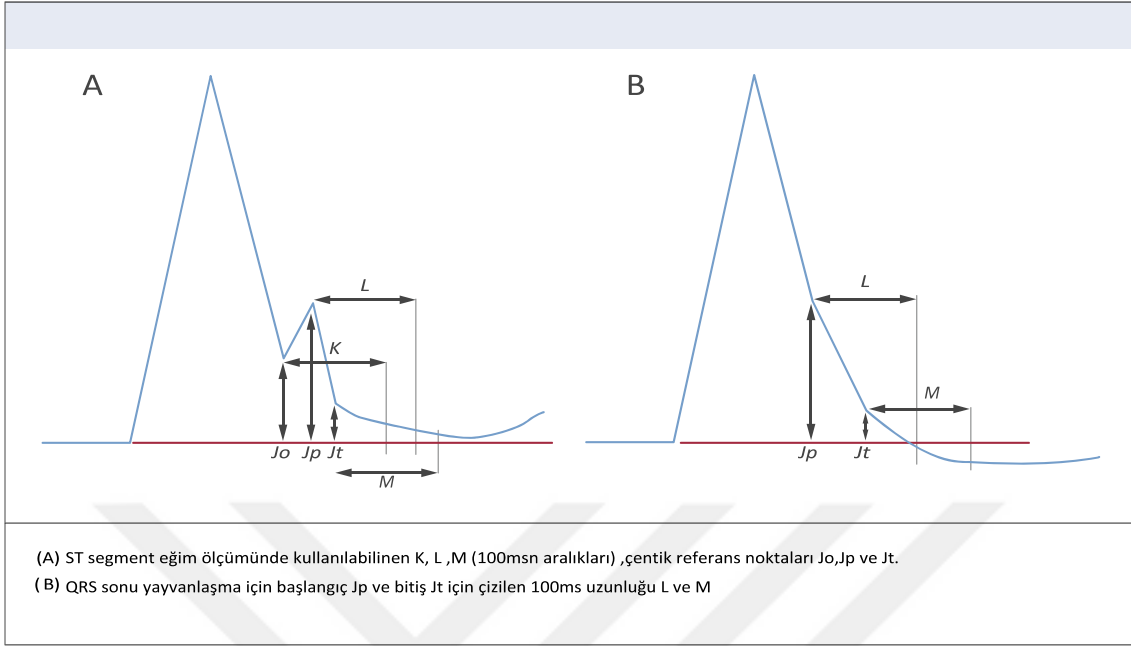 A
B
L
K
Jo Jp Jt
M
L
M
Jp
Jt
(A) ST segment eğim ölçümünde kullanılabilinen K, L ,M (100msn aralıkları) ,çentik referans noktaları Jo,Jp ve Jt.
( B) QRS sonu yayvanlaşma için başlangıç Jp ve bitiş Jt için çizilen 100ms uzunluğu L ve M